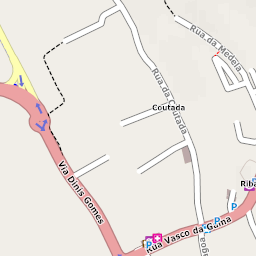 Rua da Medela
Rua da Coutada
Coutada
Via Dinis Gomes
Riba
Rua Vasco da Gama
P
P
P